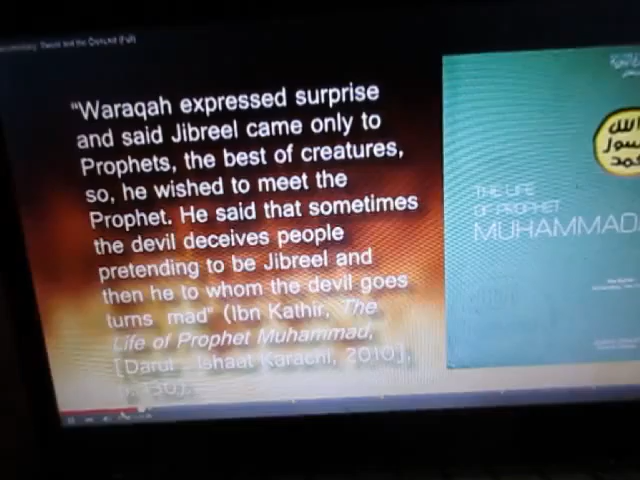 "Waraqah expressed surprise
and said Jibreel came only to
Prophets, the best of creatures,
so, he wished to meet the
Prophet. He said that sometimes
the devil deceives people
pretending to be Jibreel and
then he to whom the devil goes
turns mad" (Ibn Kathir, The
Life of Prophet Muhammad,
[Darul - Ishaat Karachi, 2010],
THE LIFE
OF PROPHET
MUHAMMAD
الله